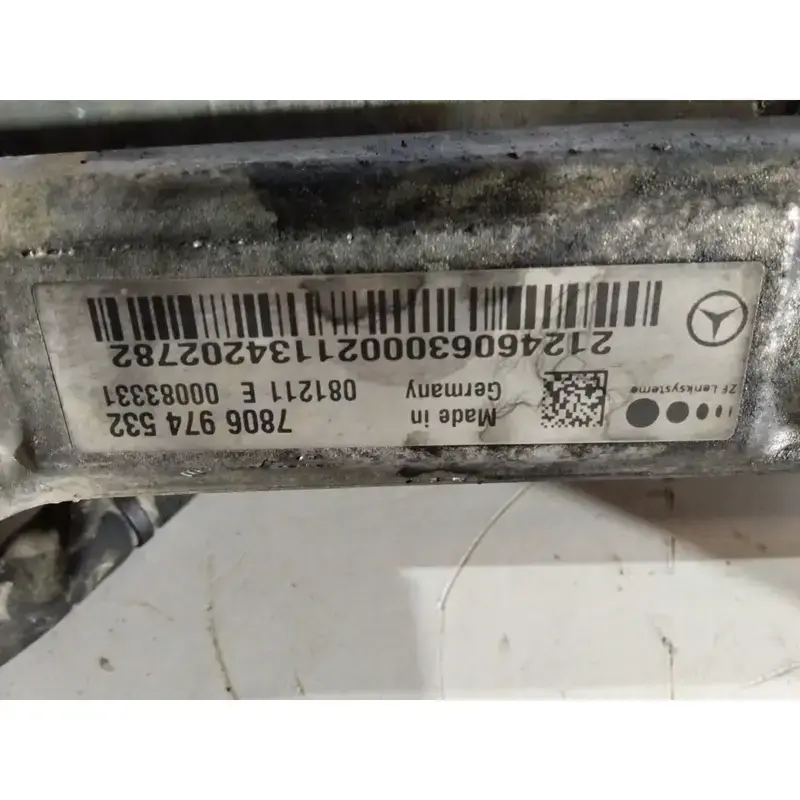 Made in
Germany
7806 974 532
081211 E 00083331
ZF Lenksysteme
2124606300021134202782